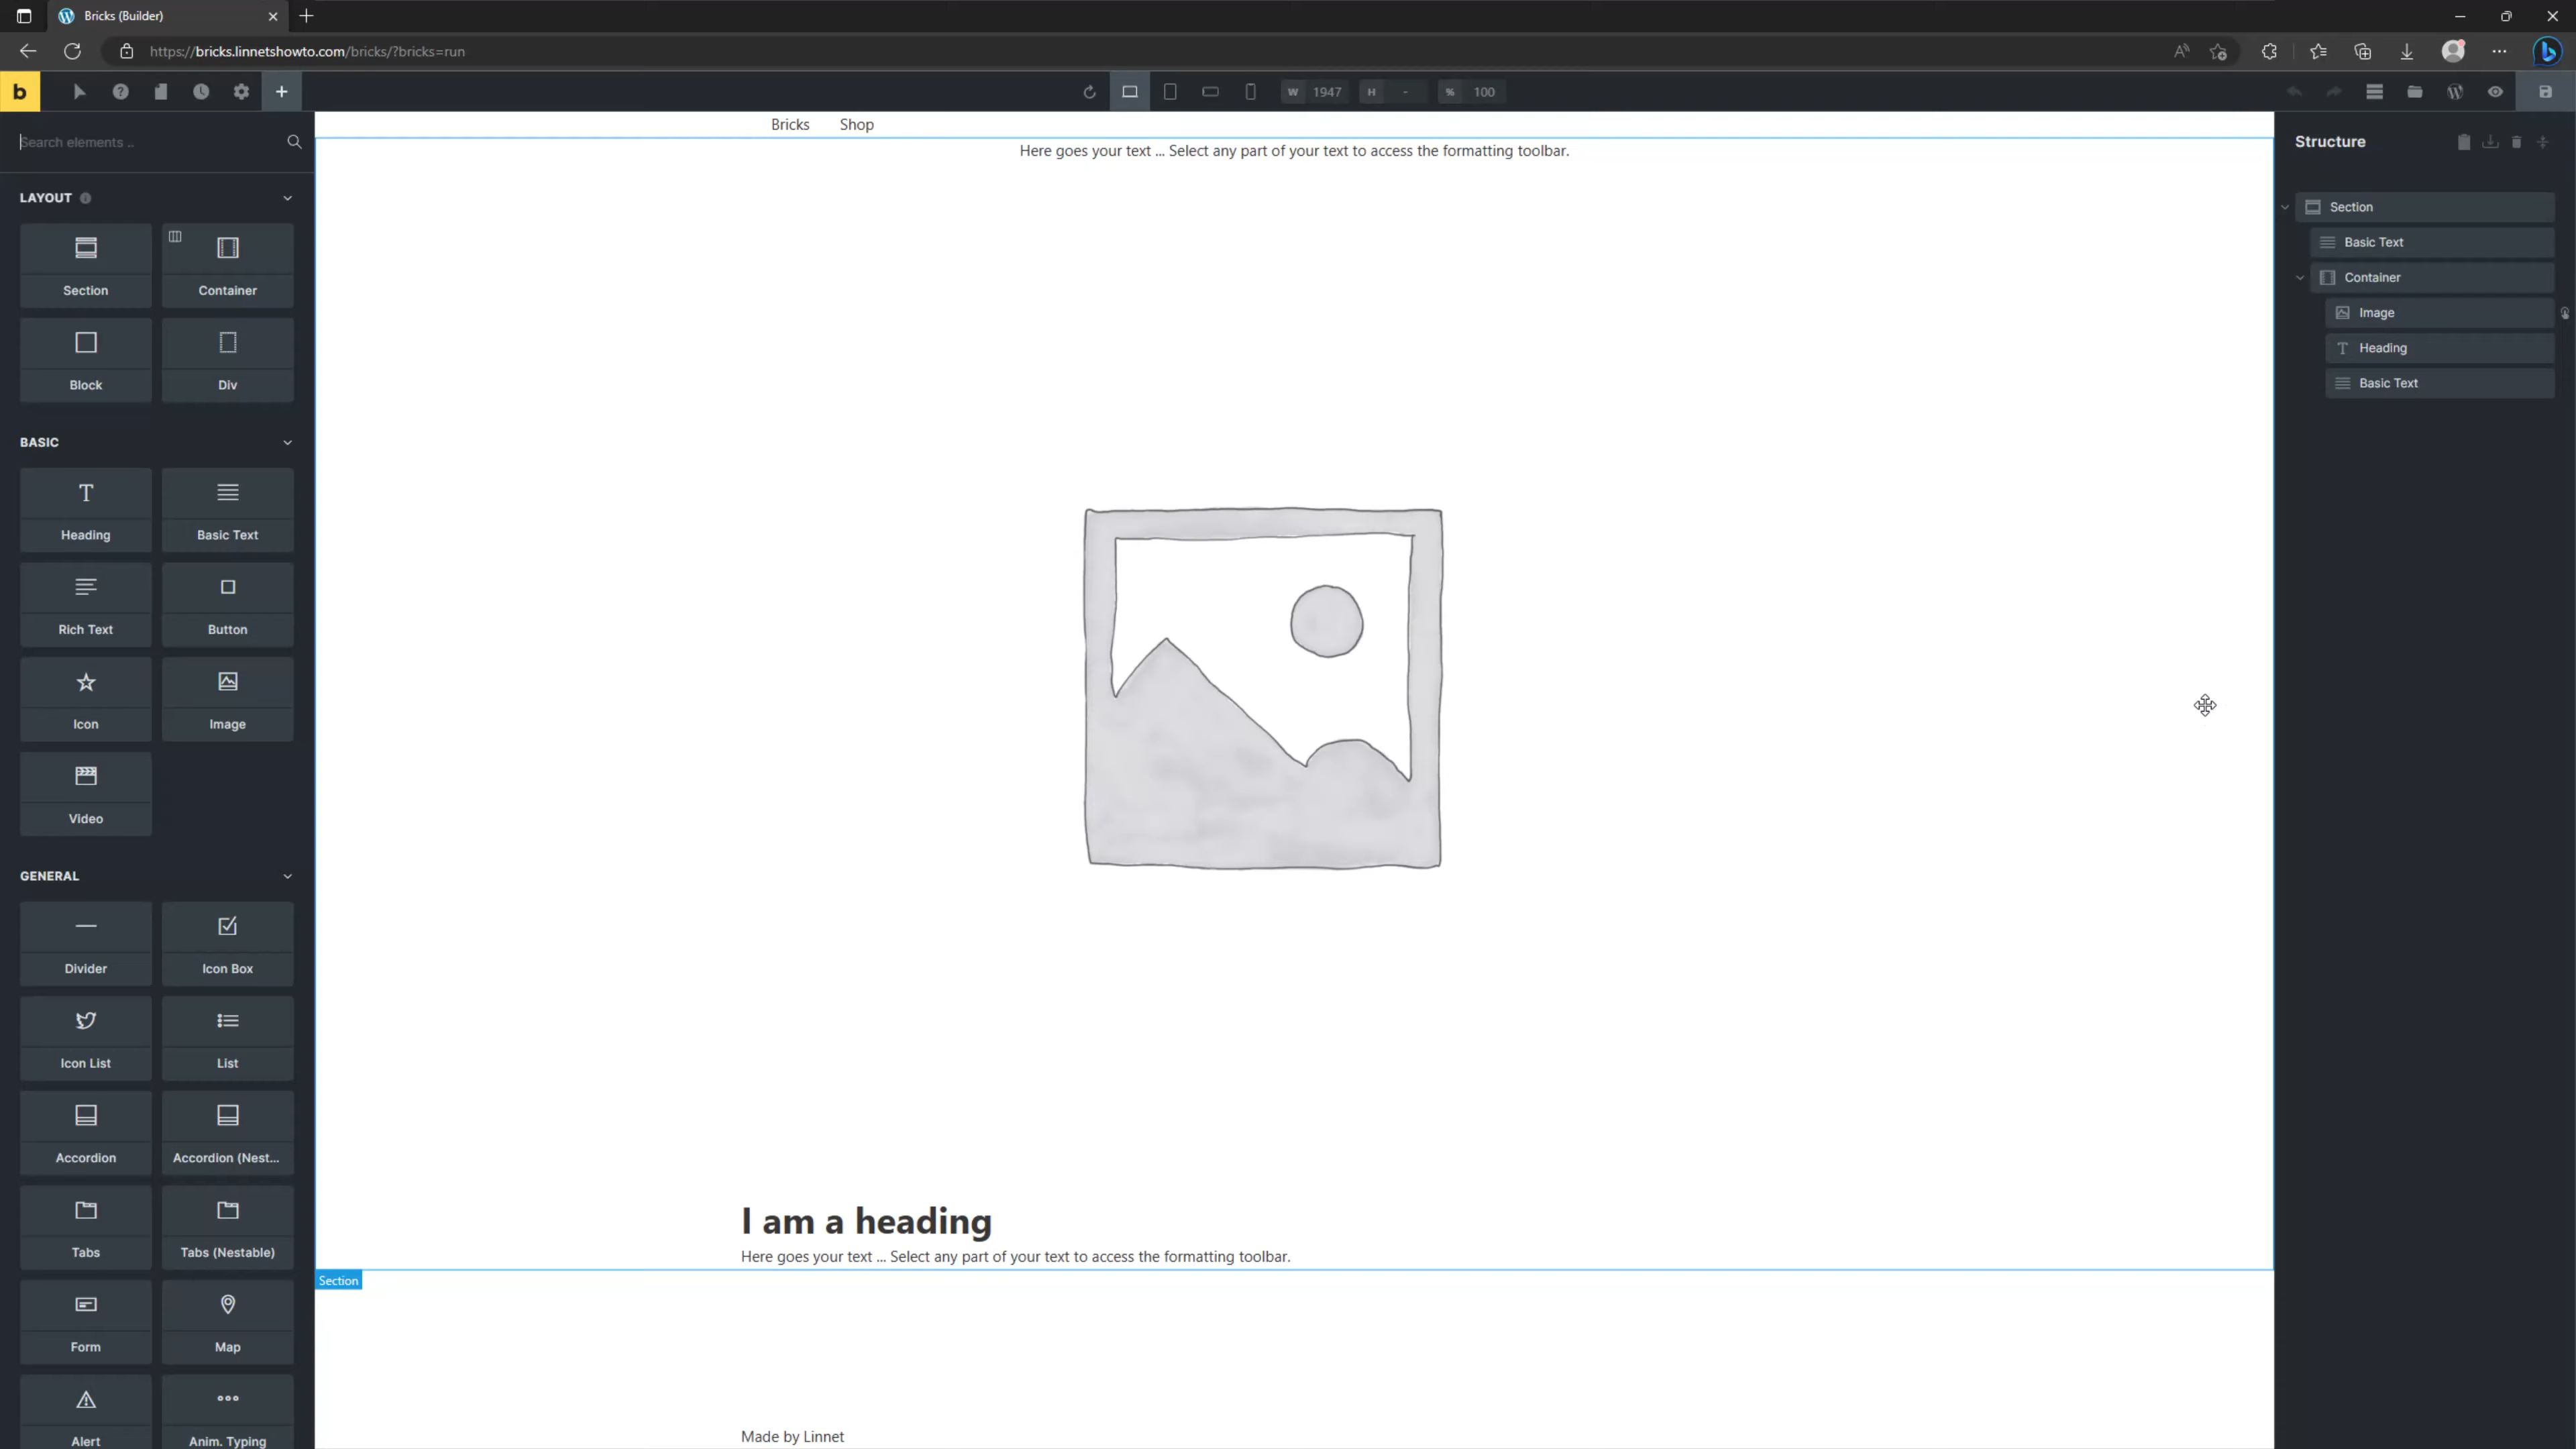 Bricks (Builder)
https://bricks.linnetshowto.com/bricks/?bricks=run
b
W 1947 H - % 100
Search elements ..
LAYOUT
Section
Container
Block
Div
BASIC
Heading
Basic Text
Rich Text
Button
Icon
Image
Video
GENERAL
Divider
Icon Box
Icon List
List
Accordion
Accordion (Nest...
Tabs
Tabs (Nestable)
Form
Map
Alert
Anim. Typing
Bricks Shop
Here goes your text ... Select any part of your text to access the formatting toolbar.
I am a heading
Here goes your text ... Select any part of your text to access the formatting toolbar.
Section
Made by Linnet
Structure
Section
Basic Text
Container
Image
Heading
Basic Text